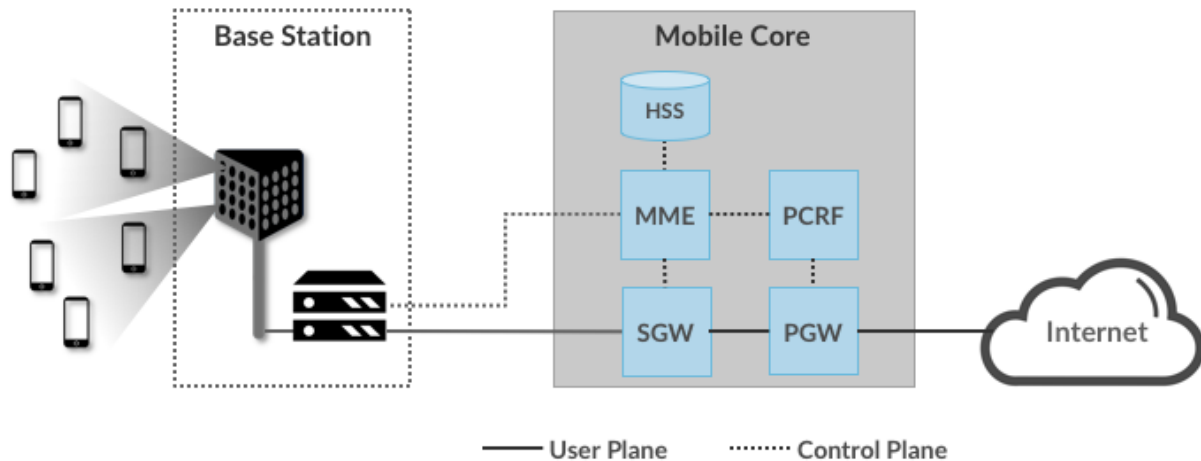 Base Station
Mobile Core
HSS
MME
PCRF
SGW
PGW
Internet
User Plane
Control Plane